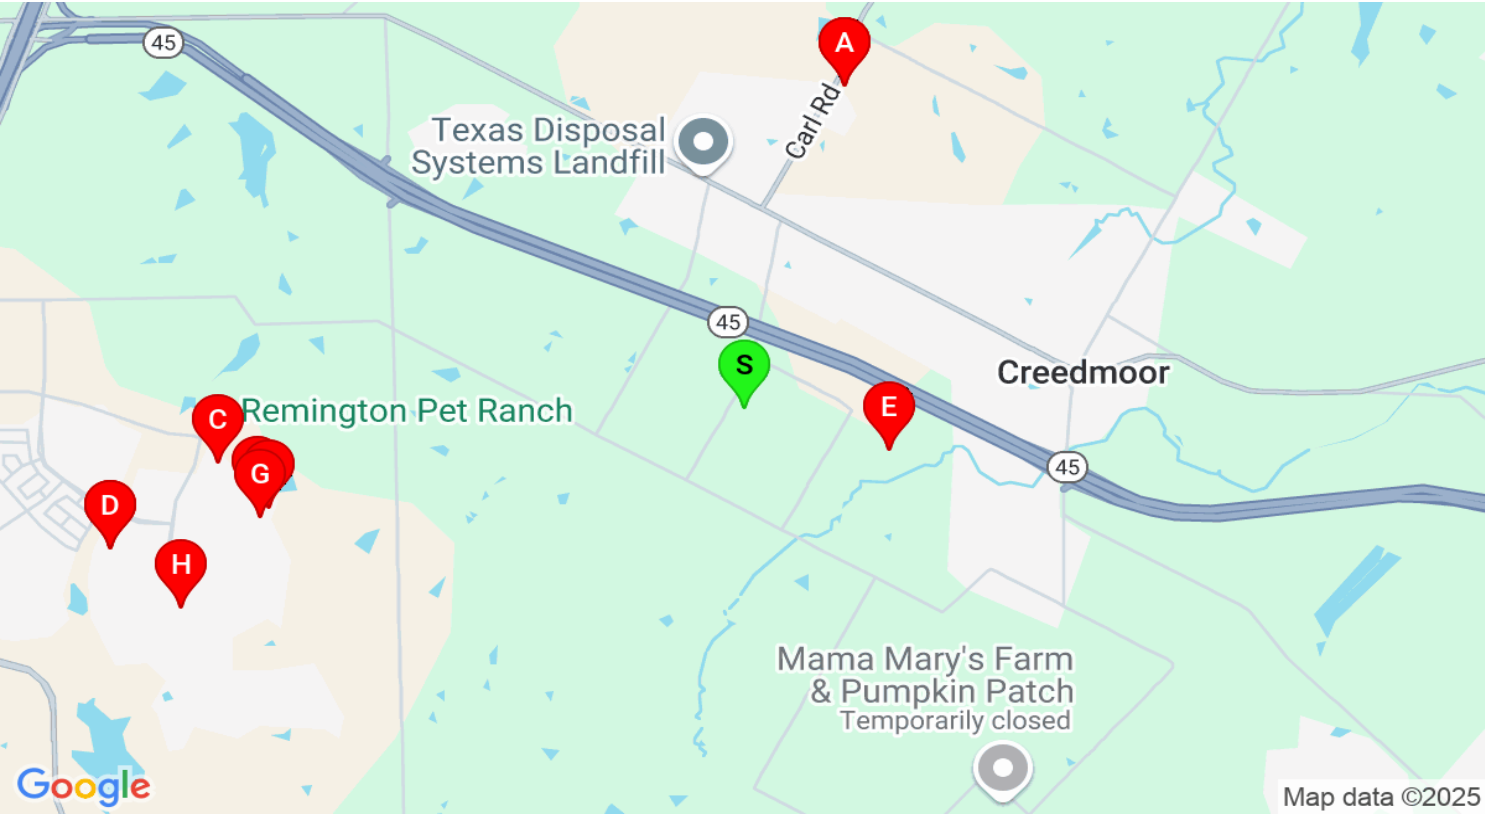 45
A
Carl Rd
Texas Disposal
Systems Landfill
45
S
Creedmoor
E
C
Remington Pet Ranch
G
45
D
H
Mama Mary's Farm
& Pumpkin Patch
Temporarily closed
Google
Map data ©2025